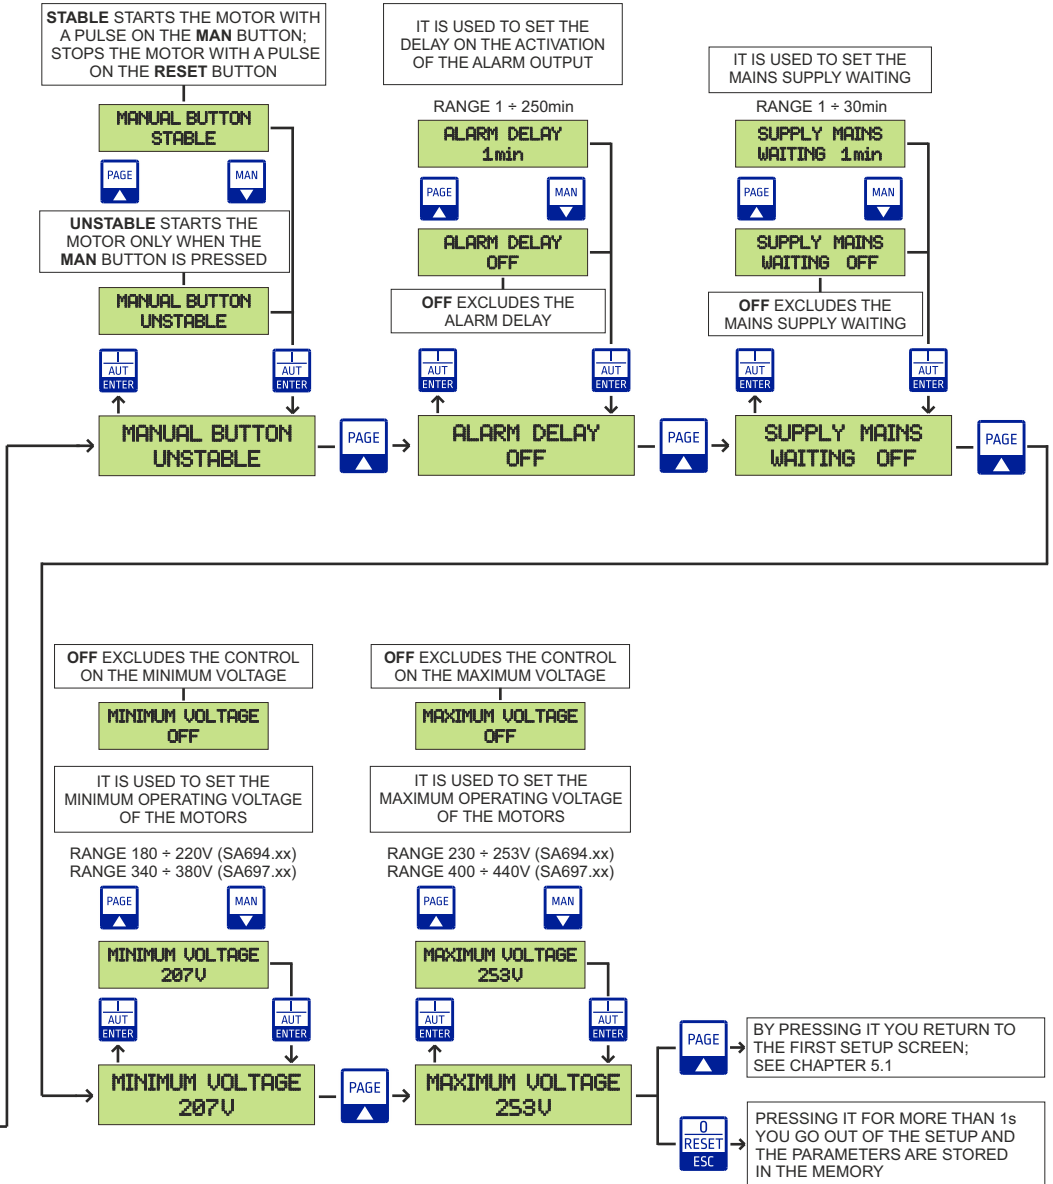 STABLE STARTS THE MOTOR WITH
A PULSE ON THE MAN BUTTON;
STOPS THE MOTOR WITH A PULSE
ON THE RESET BUTTON
MANUAL BUTTON
STABLE
PAGE
MAN
UNSTABLE STARTS THE
MOTOR ONLY WHEN THE
MAN BUTTON IS PRESSED
MANUAL BUTTON
UNSTABLE
I
AUT
ENTER
I
AUT
ENTER
MANUAL BUTTON
UNSTABLE
PAGE
IT IS USED TO SET THE
DELAY ON THE ACTIVATION
OF THE ALARM OUTPUT
RANGE 1 ÷ 250min
ALARM DELAY
1min
PAGE
MAN
ALARM DELAY
OFF
OFF EXCLUDES THE
ALARM DELAY
I
AUT
ENTER
I
AUT
ENTER
ALARM DELAY
OFF
PAGE
IT IS USED TO SET THE
MAINS SUPPLY WAITING
RANGE 1 ÷ 30min
SUPPLY MAINS
WAITING 1min
PAGE
MAN
SUPPLY MAINS
WAITING OFF
OFF EXCLUDES THE
MAINS SUPPLY WAITING
I
AUT
ENTER
I
AUT
ENTER
SUPPLY MAINS
WAITING OFF
PAGE
OFF EXCLUDES THE CONTROL
ON THE MINIMUM VOLTAGE
MINIMUM VOLTAGE
OFF
IT IS USED TO SET THE
MINIMUM OPERATING VOLTAGE
OF THE MOTORS
RANGE 180 ÷ 220V (SA694.xx)
RANGE 340 ÷ 380V (SA697.xx)
PAGE
MAN
MINIMUM VOLTAGE
207V
I
AUT
ENTER
I
AUT
ENTER
MINIMUM VOLTAGE
207V
PAGE
OFF EXCLUDES THE CONTROL
ON THE MAXIMUM VOLTAGE
MAXIMUM VOLTAGE
OFF
IT IS USED TO SET THE
MAXIMUM OPERATING VOLTAGE
OF THE MOTORS
RANGE 230 ÷ 253V (SA694.xx)
RANGE 400 ÷ 440V (SA697.xx)
PAGE
MAN
MAXIMUM VOLTAGE
253V
I
AUT
ENTER
I
AUT
ENTER
MAXIMUM VOLTAGE
253V
PAGE
BY PRESSING IT YOU RETURN TO
THE FIRST SETUP SCREEN;
SEE CHAPTER 5.1
0
RESET
ESC
PRESSING IT FOR MORE THAN 1s
YOU GO OUT OF THE SETUP AND
THE PARAMETERS ARE STORED
IN THE MEMORY